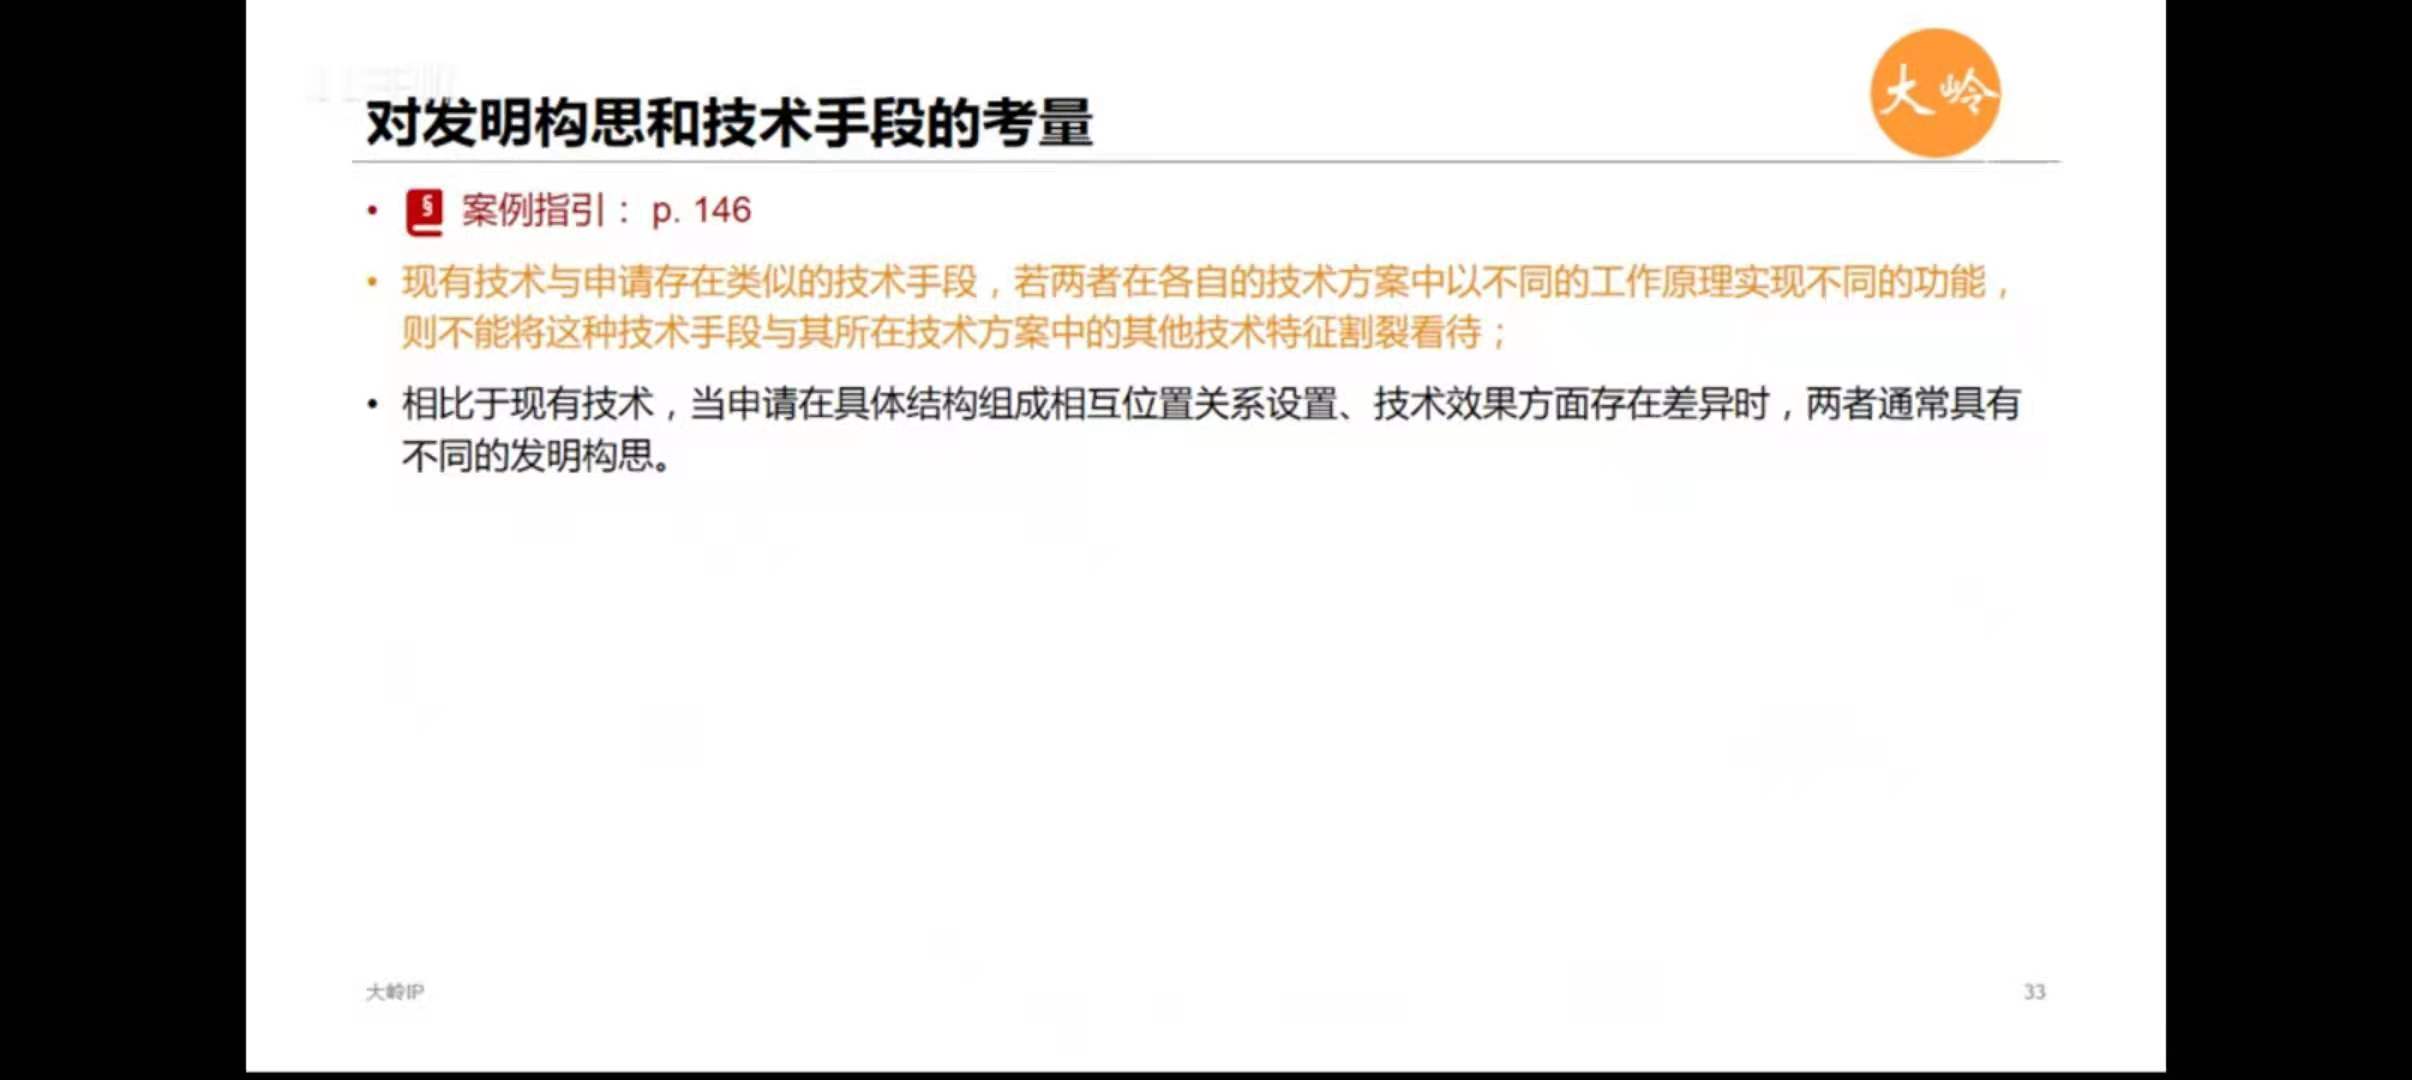 对发明构思和技术手段的考量
大岭
• § 案例指引： p. 146
• 现有技术与申请存在类似的技术手段，若两者在各自的技术方案中以不同的工作原理实现不同的功能，
则不能将这种技术手段与其所在技术方案中的其他技术特征割裂看待；
• 相比于现有技术，当申请在具体结构组成相互位置关系设置、技术效果方面存在差异时，两者通常具有
不同的发明构思。
大岭IP
33